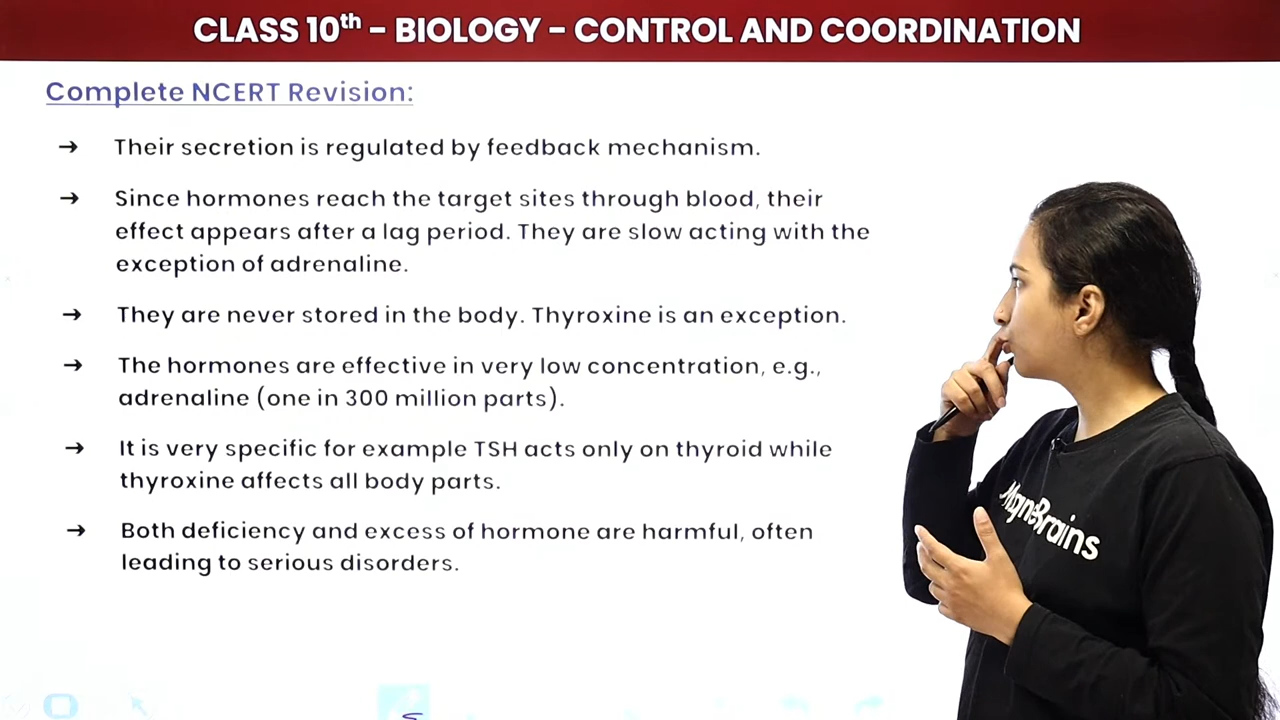 CLASS 10th - BIOLOGY - CONTROL AND COORDINATION
Complete NCERT Revision:
→ Their secretion is regulated by feedback mechanism.
→ Since hormones reach the target sites through blood, their
effect appears after a lag period. They are slow acting with the
exception of adrenaline.
→ They are never stored in the body. Thyroxine is an exception.
→ The hormones are effective in very low concentration, e.g.,
adrenaline (one in 300 million parts).
→ It is very specific for example TSH acts only on thyroid while
thyroxine affects all body parts.
→ Both deficiency and excess of hormone are harmful, often
leading to serious disorders.
MagnetBrains